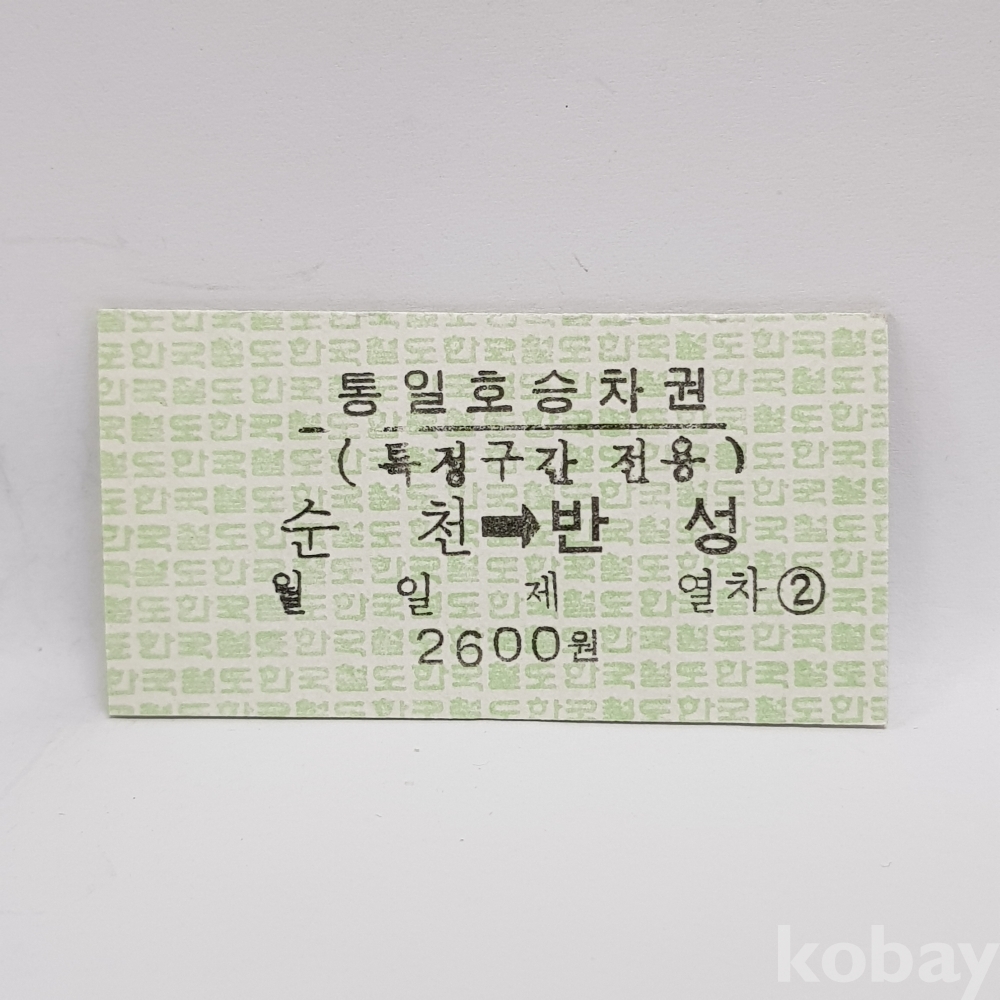 통일호승차권
(특정구간 전용)
순 천➡반 성
월 일 제 열차②
2600원
kobay